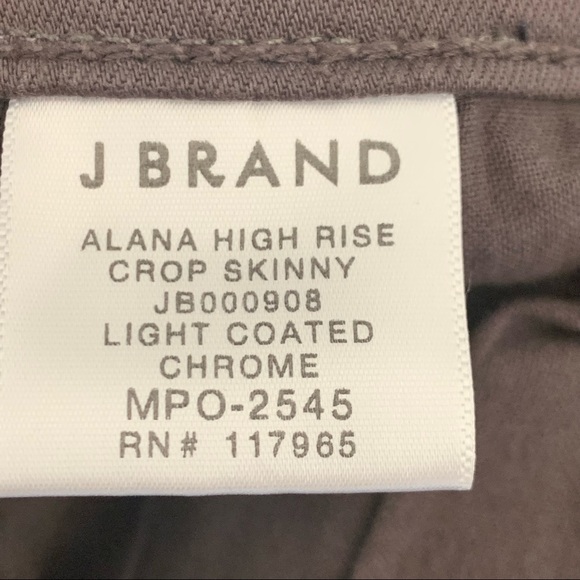 J BRAND
ALANA HIGH RISE
CROP SKINNY
JB000908
LIGHT COATED
CHROME
MPO-2545
RN# 117965